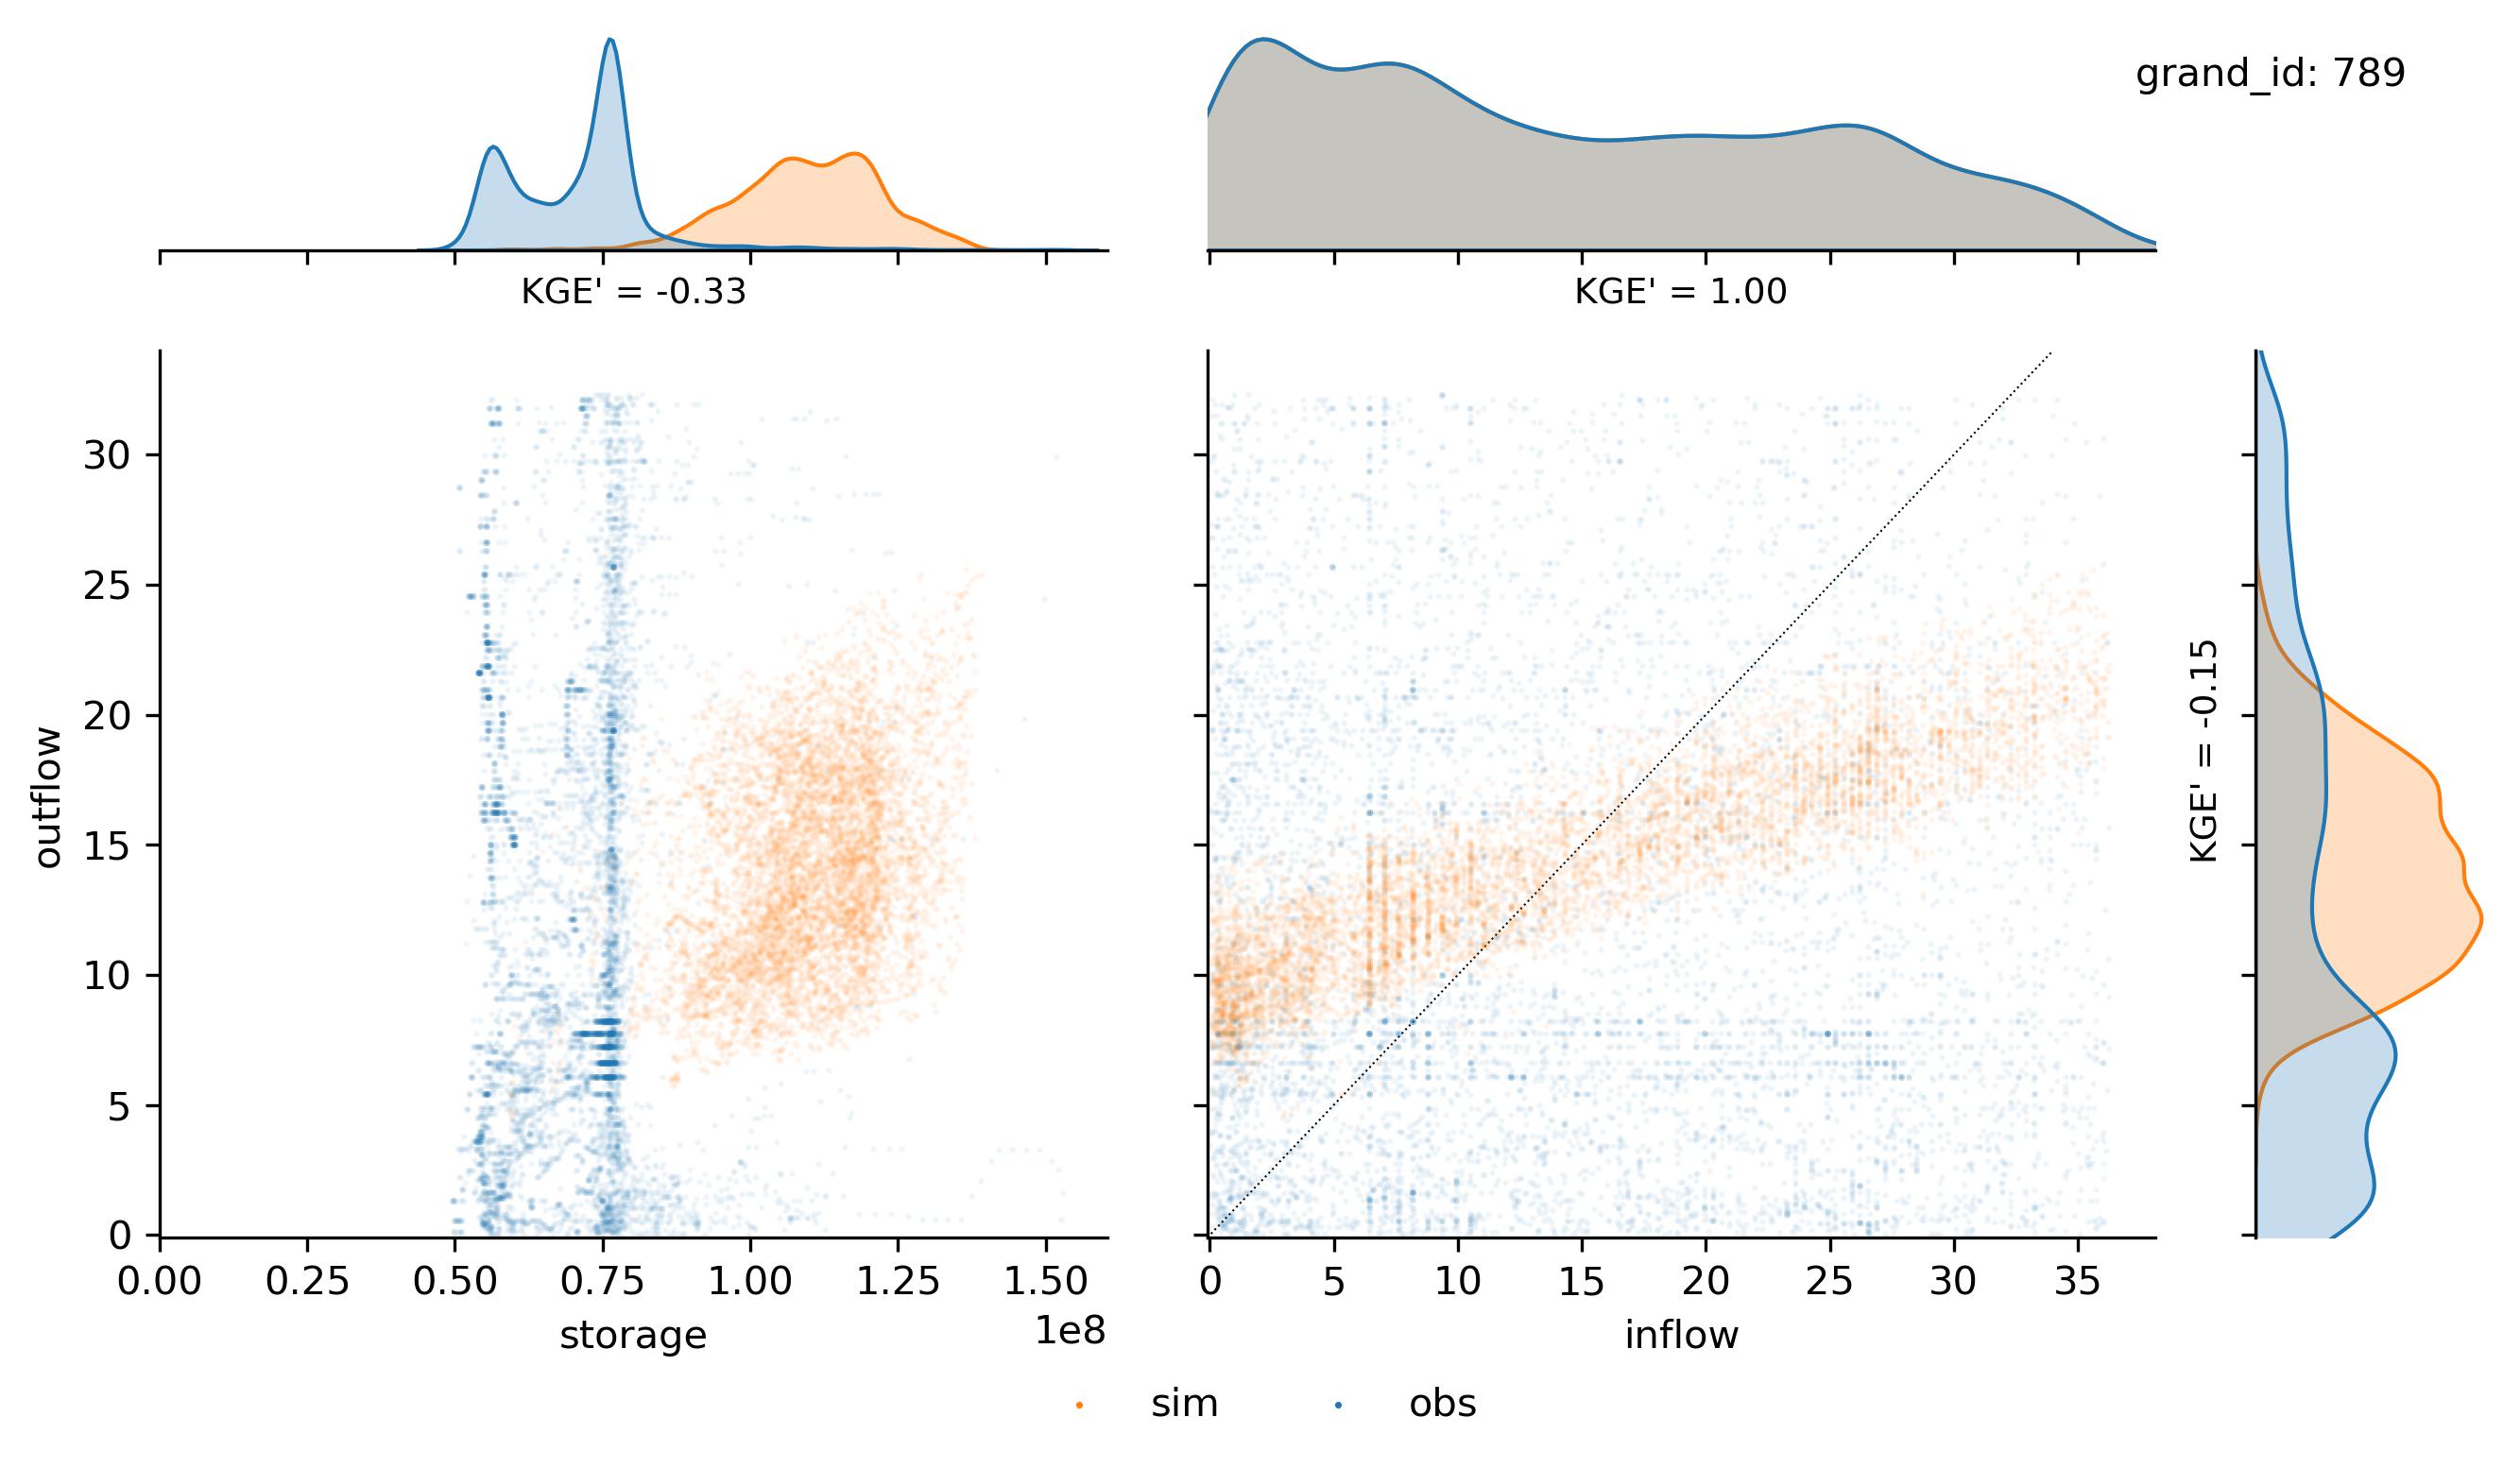 grand_id: 789
KGE' = -0.33
KGE' = 1.00
30
25
20
15
10
5
0
outflow
KGE' = -0.15
0.00 0.25 0.50 0.75 1.00 1.25 1.50
1e8
storage
0 5 10 15 20 25 30 35
inflow
sim obs